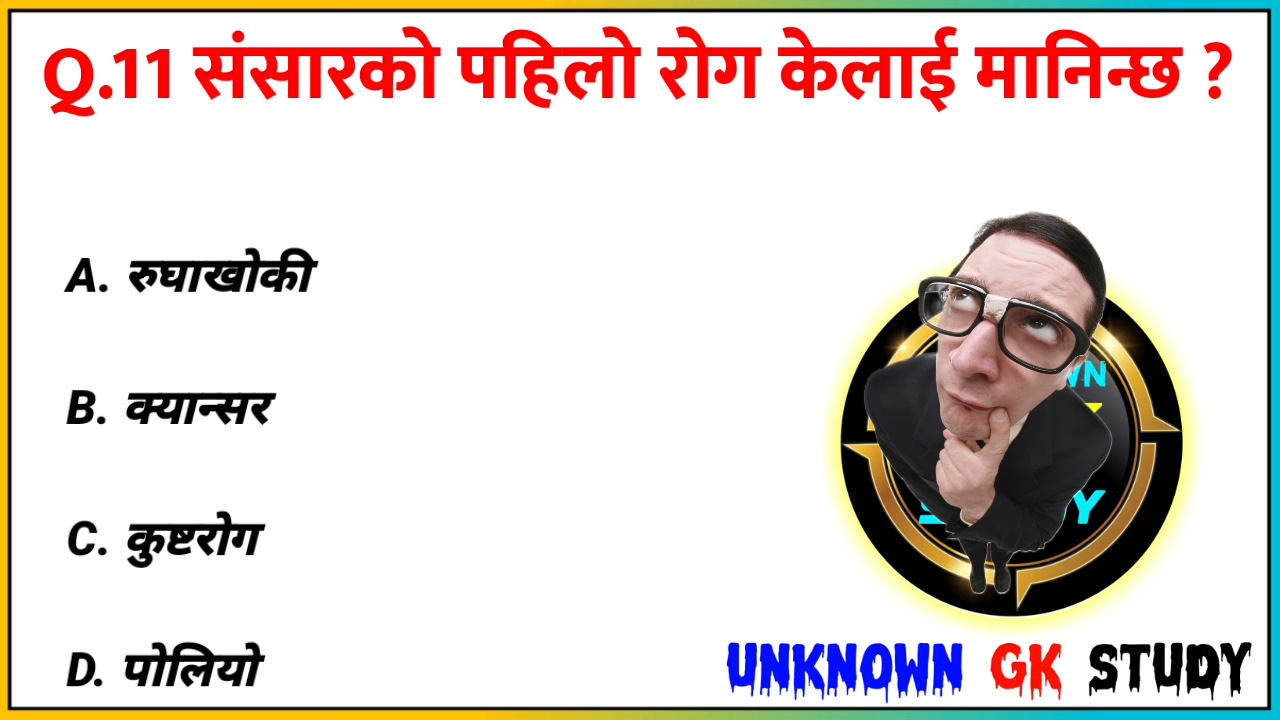 Q.11 संसारको पहिलो रोग केलाई मानिन्छ ?
A. रुघाखोकी
B. क्यान्सर
C. कुष्टरोग
D. पोलियो
UNKNOWN GK STUDY